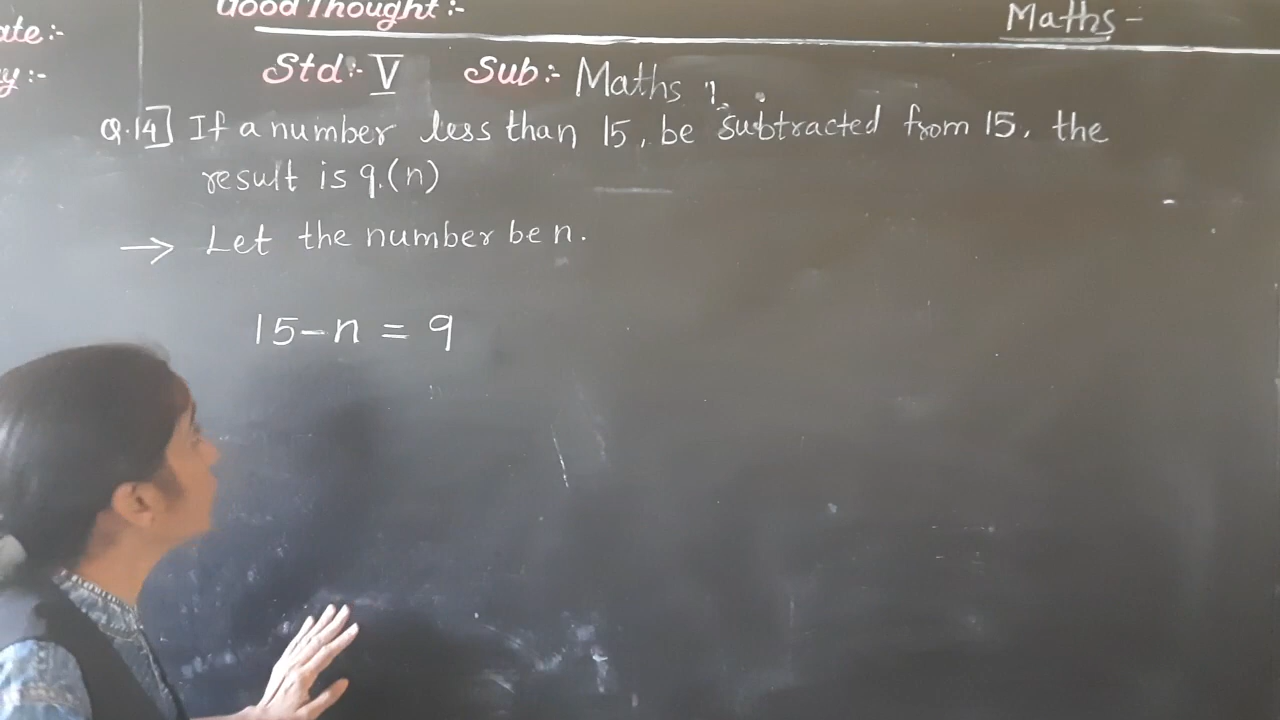 Good Thought :-
Maths -
ate:-
y:-
Std:- V Sub:- Maths
Q.14] If a number less than 15, be subtracted from 15, the
result is 9.(n)
→ Let the number be n.
15-n = 9